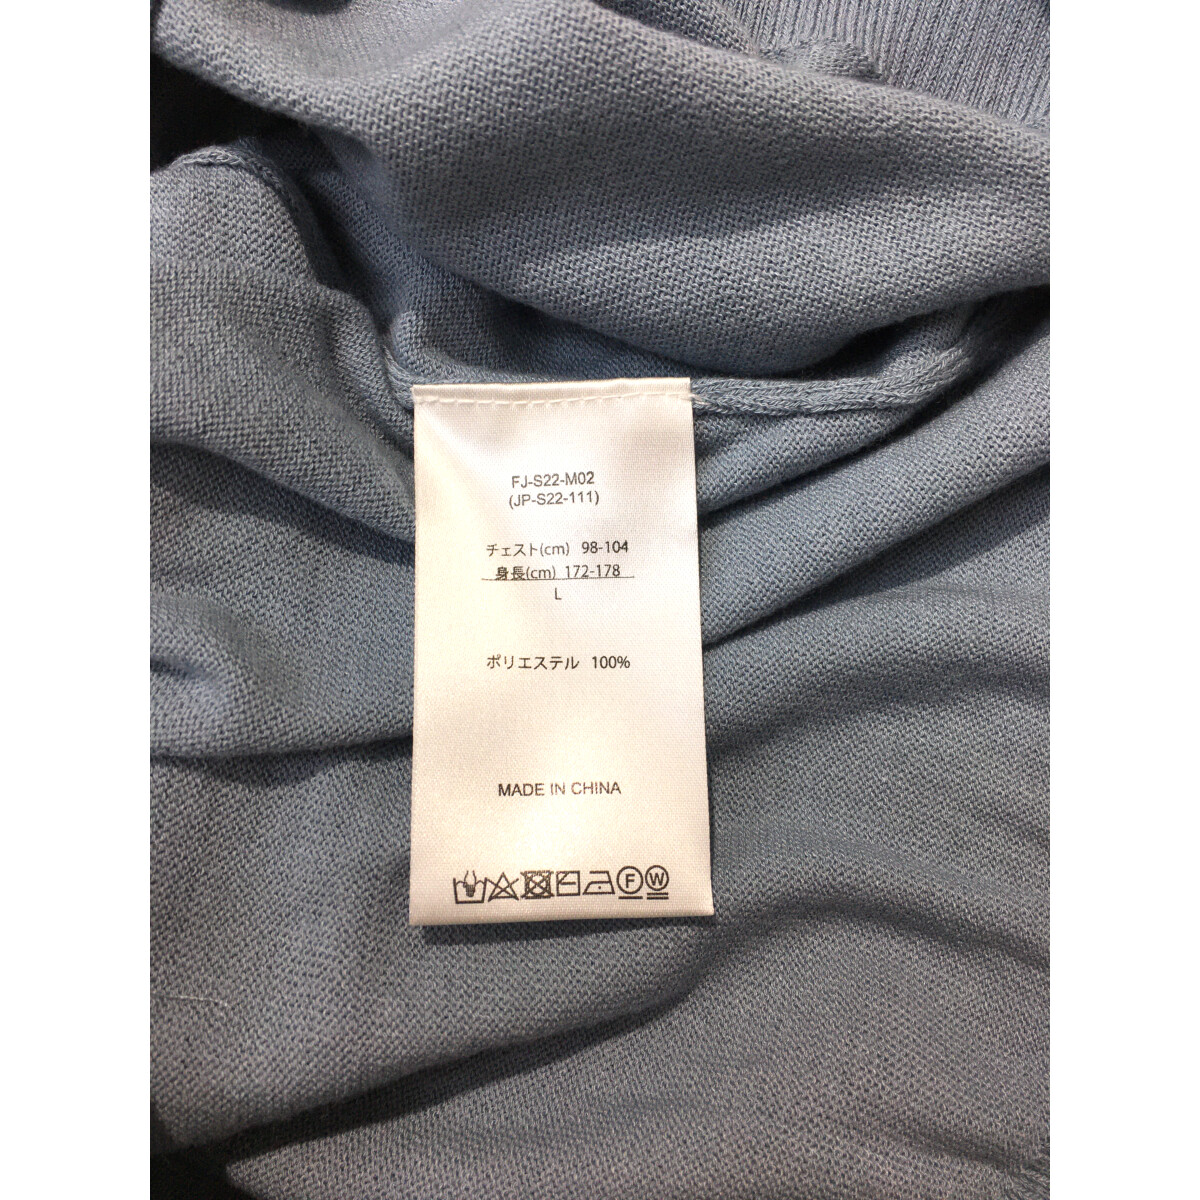 FJ-S22-M02
(JP-S22-111)
チェスト(cm) 98-104
身長(cm) 172-178
L
ポリエステル 100%
MADE IN CHINA
F W